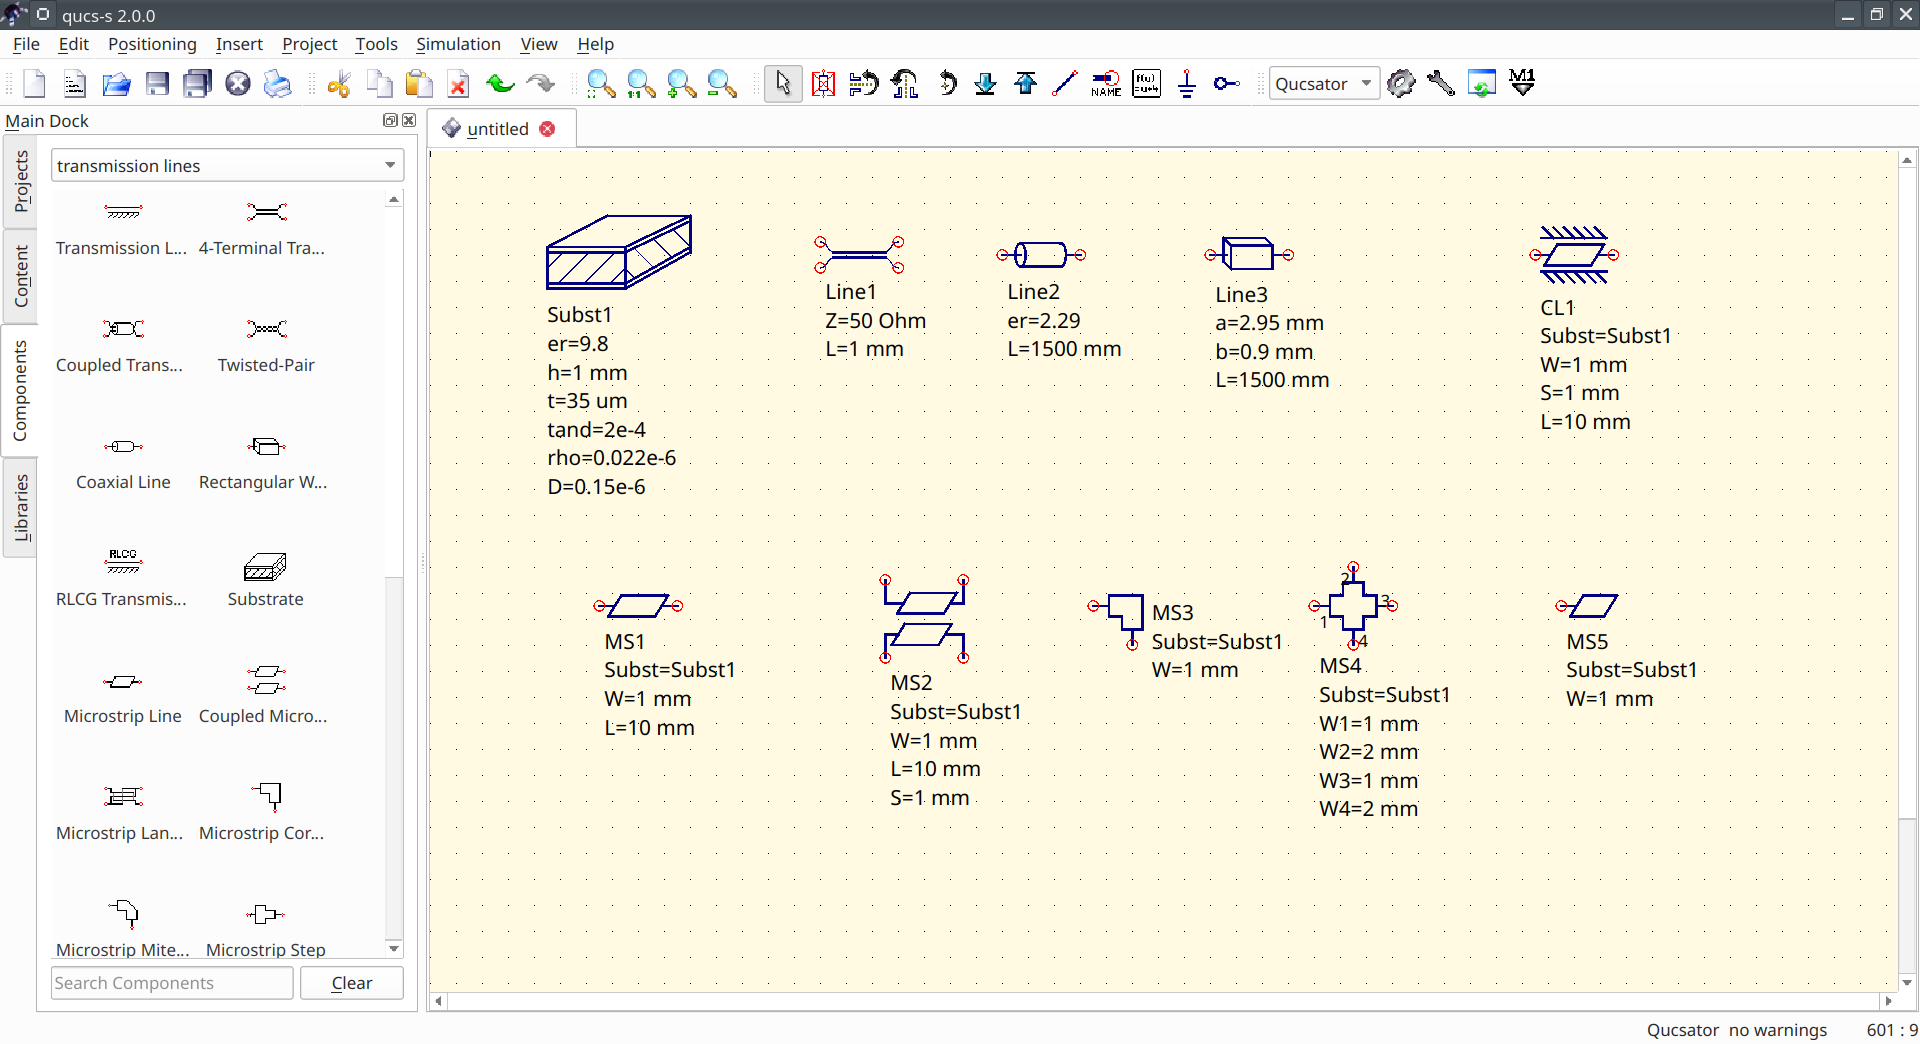 qucs-s 2.0.0
File Edit Positioning Insert Project Tools Simulation View Help
NAME
Qucsator
M1
Main Dock
untitled
Projects
Content
Components
Libraries
transmission lines
Transmission L... 4-Terminal Tra...
Coupled Trans... Twisted-Pair
Coaxial Line Rectangular W...
RLCG
RLCG Transmis... Substrate
Microstrip Line Coupled Micro...
Microstrip Lan... Microstrip Cor...
Microstrip Mite... Microstrip Step
Search Components
Clear
Subst1
er=9.8
h=1 mm
t=35 um
tand=2e-4
rho=0.022e-6
D=0.15e-6
Line1
Z=50 Ohm
L=1 mm
Line2
er=2.29
L=1500 mm
Line3
a=2.95 mm
b=0.9 mm
L=1500 mm
CL1
Subst=Subst1
W=1 mm
S=1 mm
L=10 mm
MS1
Subst=Subst1
W=1 mm
L=10 mm
MS2
Subst=Subst1
W=1 mm
L=10 mm
S=1 mm
MS3
Subst=Subst1
W=1 mm
2
3
1
4
MS4
Subst=Subst1
W1=1 mm
W2=2 mm
W3=1 mm
W4=2 mm
MS5
Subst=Subst1
W=1 mm
Qucsator no warnings 601 : 9